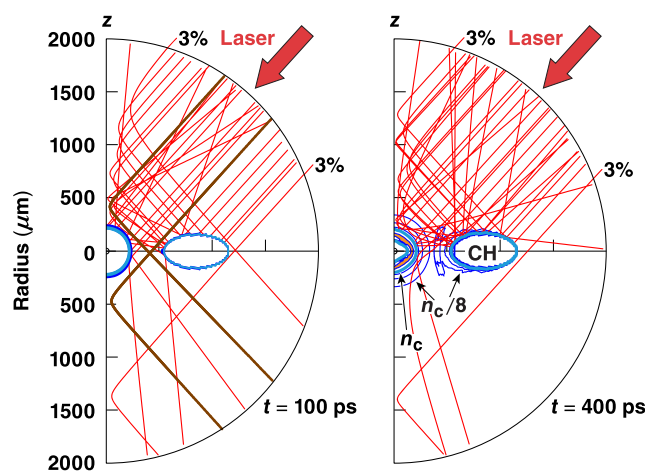 z
z
2000
3%
Laser
3%
Laser
1500
3%
3%
1000
500
0
CH
500
n_c/8
n_c
1000
1500
t = 100 ps
t = 400 ps
2000
Radius (μm)